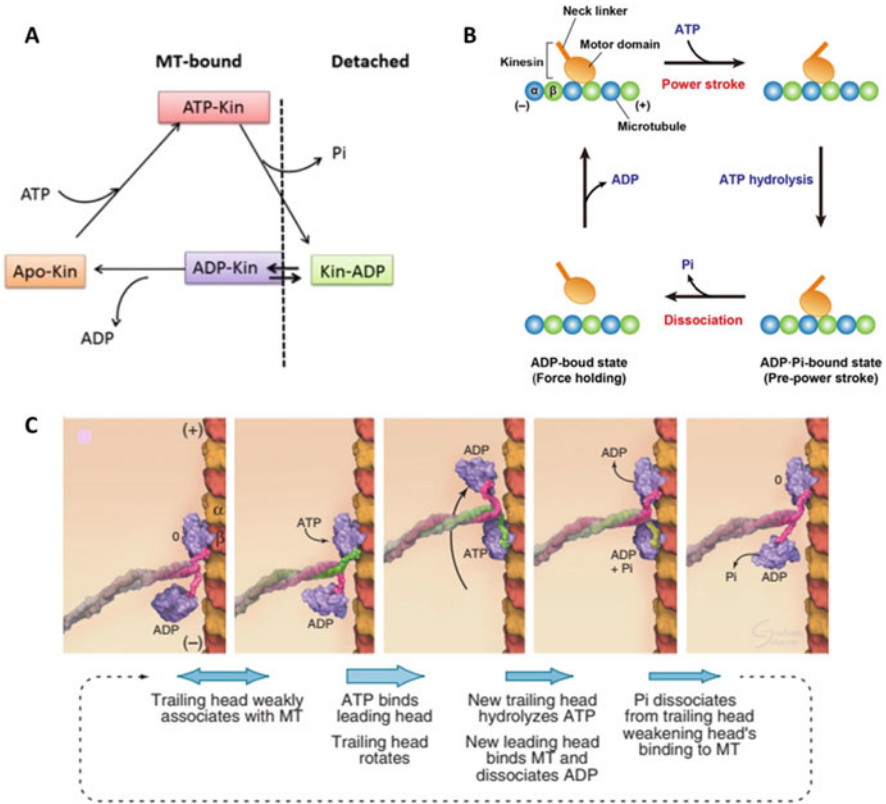 A
MT-bound
Detached
ATP-Kin
Pi
ATP
Apo-Kin
ADP-Kin
Kin-ADP
ADP
B
Neck linker
Motor domain
Kinesin
ATP
Power stroke
α
β
(−)
(+)
Microtubule
ADP
ATP hydrolysis
Pi
Dissociation
ADP-boud state
(Force holding)
ADP·Pi-bound state
(Pre-power stroke)
C
(+)
α
0
β
ADP
(−)
ATP
ADP
ADP
ATP
ADP
ADP
+ Pi
0
Pi
ADP
Trailing head weakly
associates with MT
ATP binds
leading head
Trailing head
rotates
New trailing head
hydrolyzes ATP
New leading head
binds MT and
dissociates ADP
Pi dissociates
from trailing head
weakening head's
binding to MT